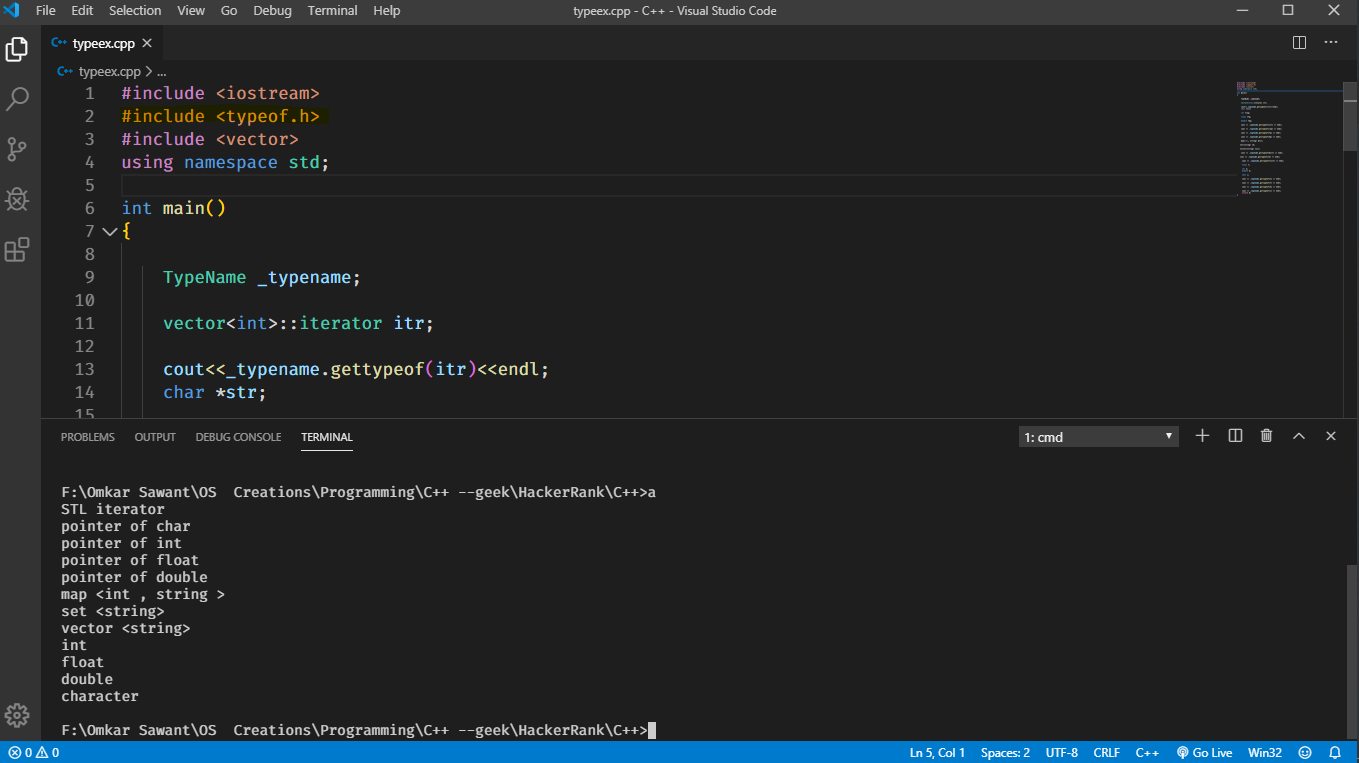 File Edit Selection View Go Debug Terminal Help typeex.cpp - C++ - Visual Studio Code
C++ typeex.cpp
C++ typeex.cpp > ...
1 #include <iostream>
2 #include <typeof.h>
3 #include <vector>
4 using namespace std;
5
6 int main()
7 {
8
9 TypeName _typename;
10
11 vector<int>::iterator itr;
12
13 cout<<_typename.gettypeof(itr)<<endl;
14 char *str;
15
PROBLEMS OUTPUT DEBUG CONSOLE TERMINAL 1: cmd
F:\Omkar Sawant\OS  Creations\Programming\C++ --geek\HackerRank\C++>a
STL iterator
pointer of char
pointer of int
pointer of float
pointer of double
map <int , string >
set <string>
vector <string>
int
float
double
character
F:\Omkar Sawant\OS  Creations\Programming\C++ --geek\HackerRank\C++>
0 0 Ln 5, Col 1 Spaces: 2 UTF-8 CRLF C++ Go Live Win32